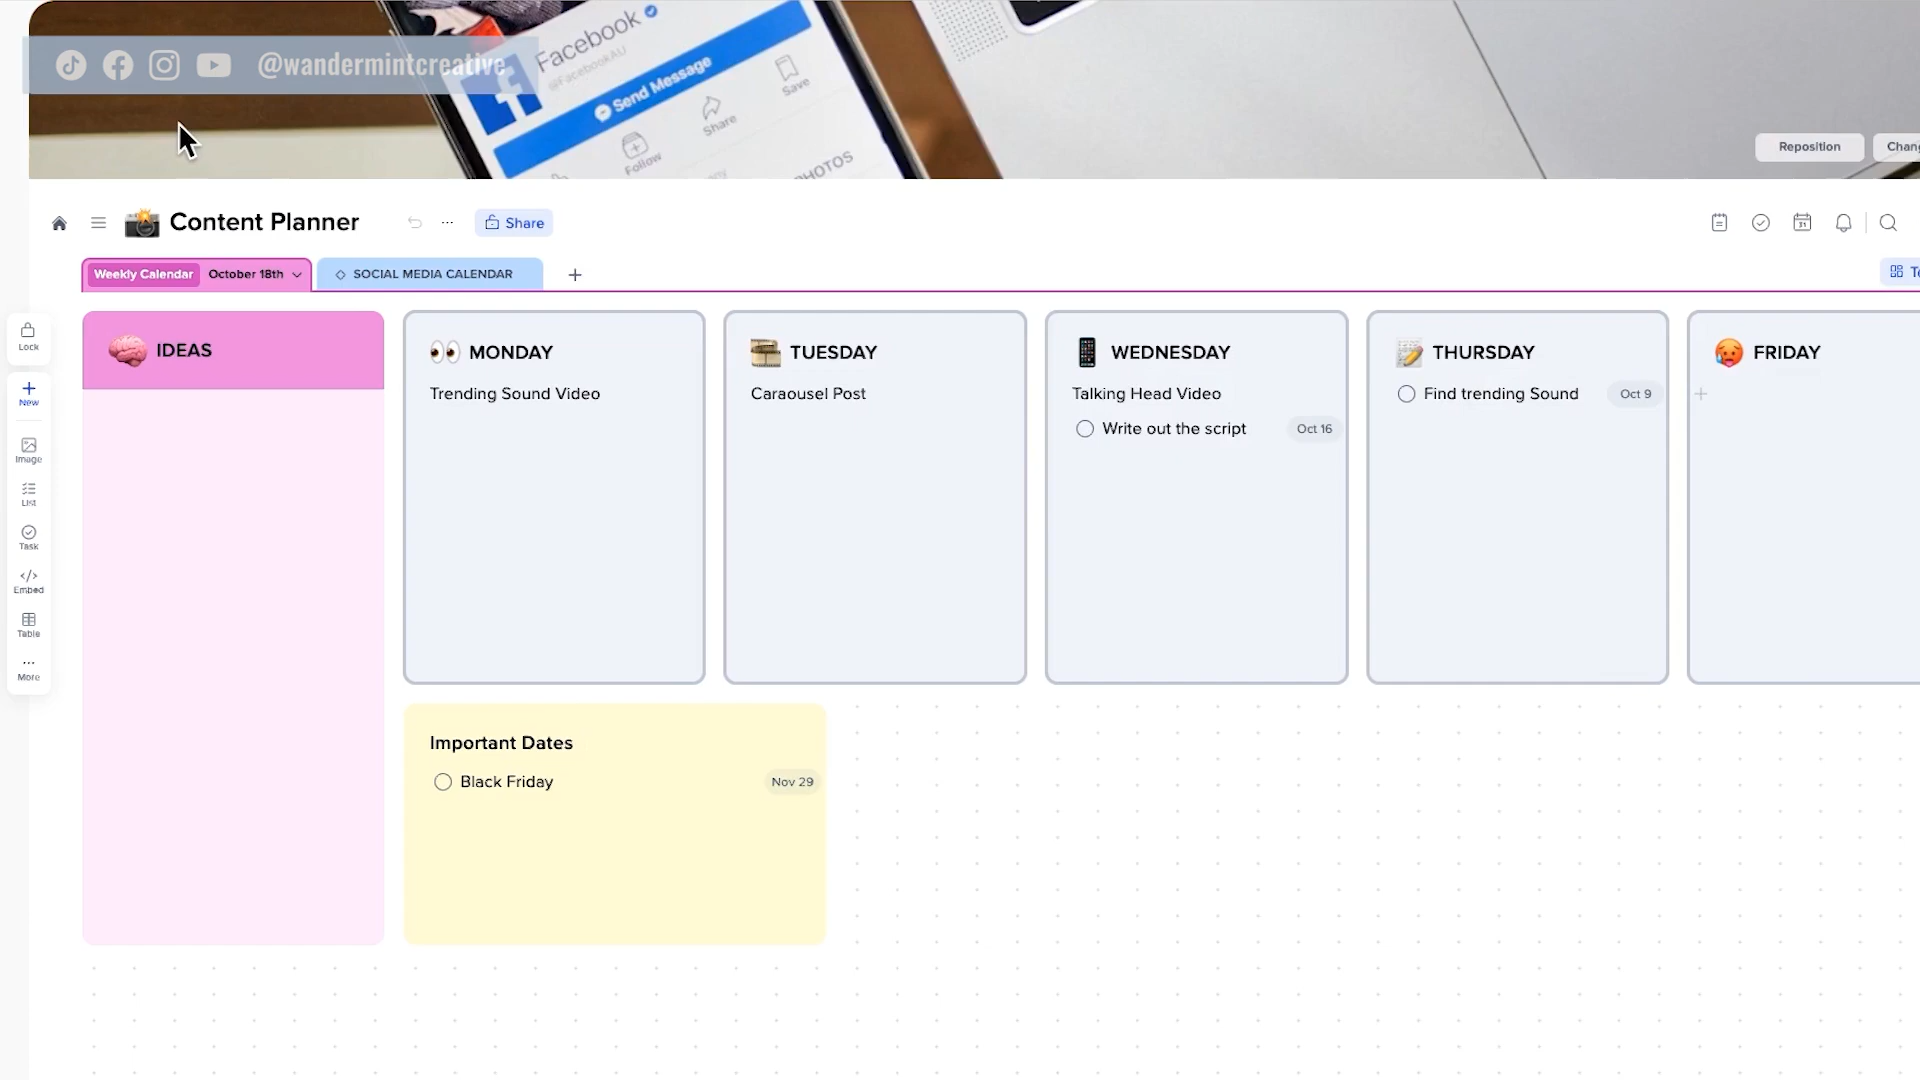 @wandermintcreative
Facebook
@FacebookAU
Send Message
Save
Share
Follow
PHOTOS
Reposition
Content Planner
Share
Weekly Calendar October 18th
SOCIAL MEDIA CALENDAR
Lock
New
Image
List
Task
Embed
Table
More
IDEAS
MONDAY
Trending Sound Video
TUESDAY
Caraousel Post
WEDNESDAY
Talking Head Video
Write out the script Oct 16
THURSDAY
Find trending Sound Oct 9
FRIDAY
Important Dates
Black Friday Nov 29